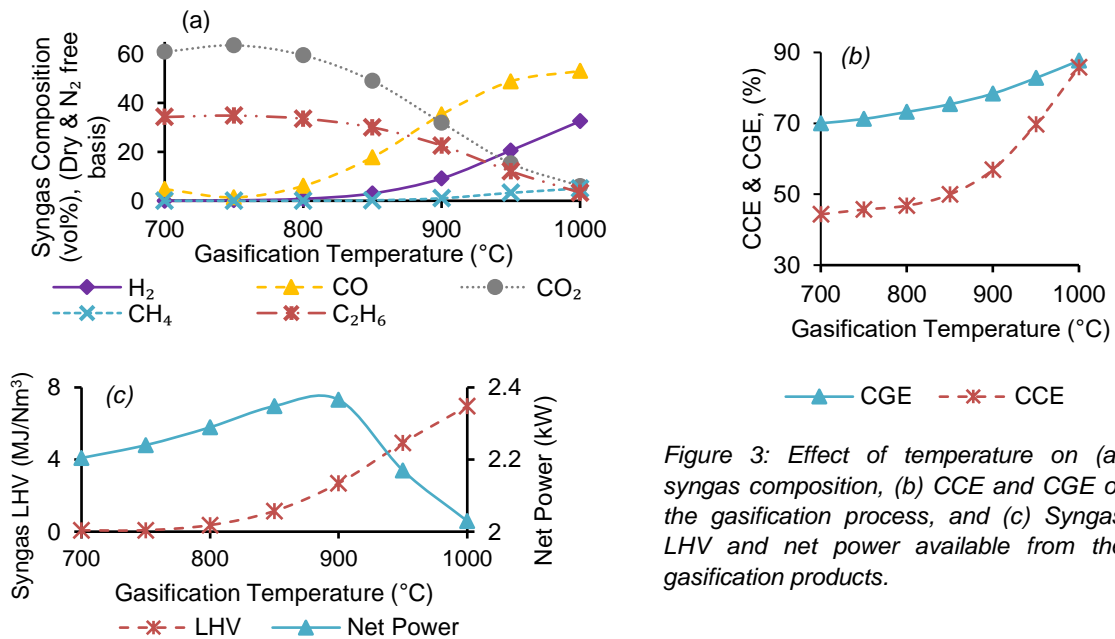 (a)
Syngas Composition
(vol%), (Dry & N₂ free
basis)
60
40
20
0
700
800
900
1000
Gasification Temperature (°C)
H₂
CO
CO₂
CH₄
C₂H₆
(b)
CCE & CGE, (%)
90
70
50
30
700
800
900
1000
Gasification Temperature (°C)
CGE
CCE
(c)
Syngas LHV (MJ/Nm³)
8
4
0
Net Power (kW)
2.4
2.2
2
700
800
900
1000
Gasification Temperature (°C)
LHV
Net Power
Figure 3: Effect of temperature on (a
syngas composition, (b) CCE and CGE o
the gasification process, and (c) Syngas
LHV and net power available from the
gasification products.